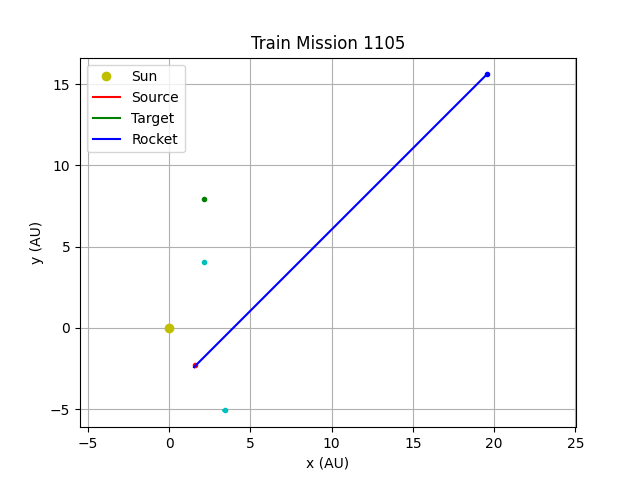 Train Mission 1105
Sun
Source
Target
Rocket
15
10
5
0
−5
y (AU)
−5
0
5
10
15
20
25
x (AU)